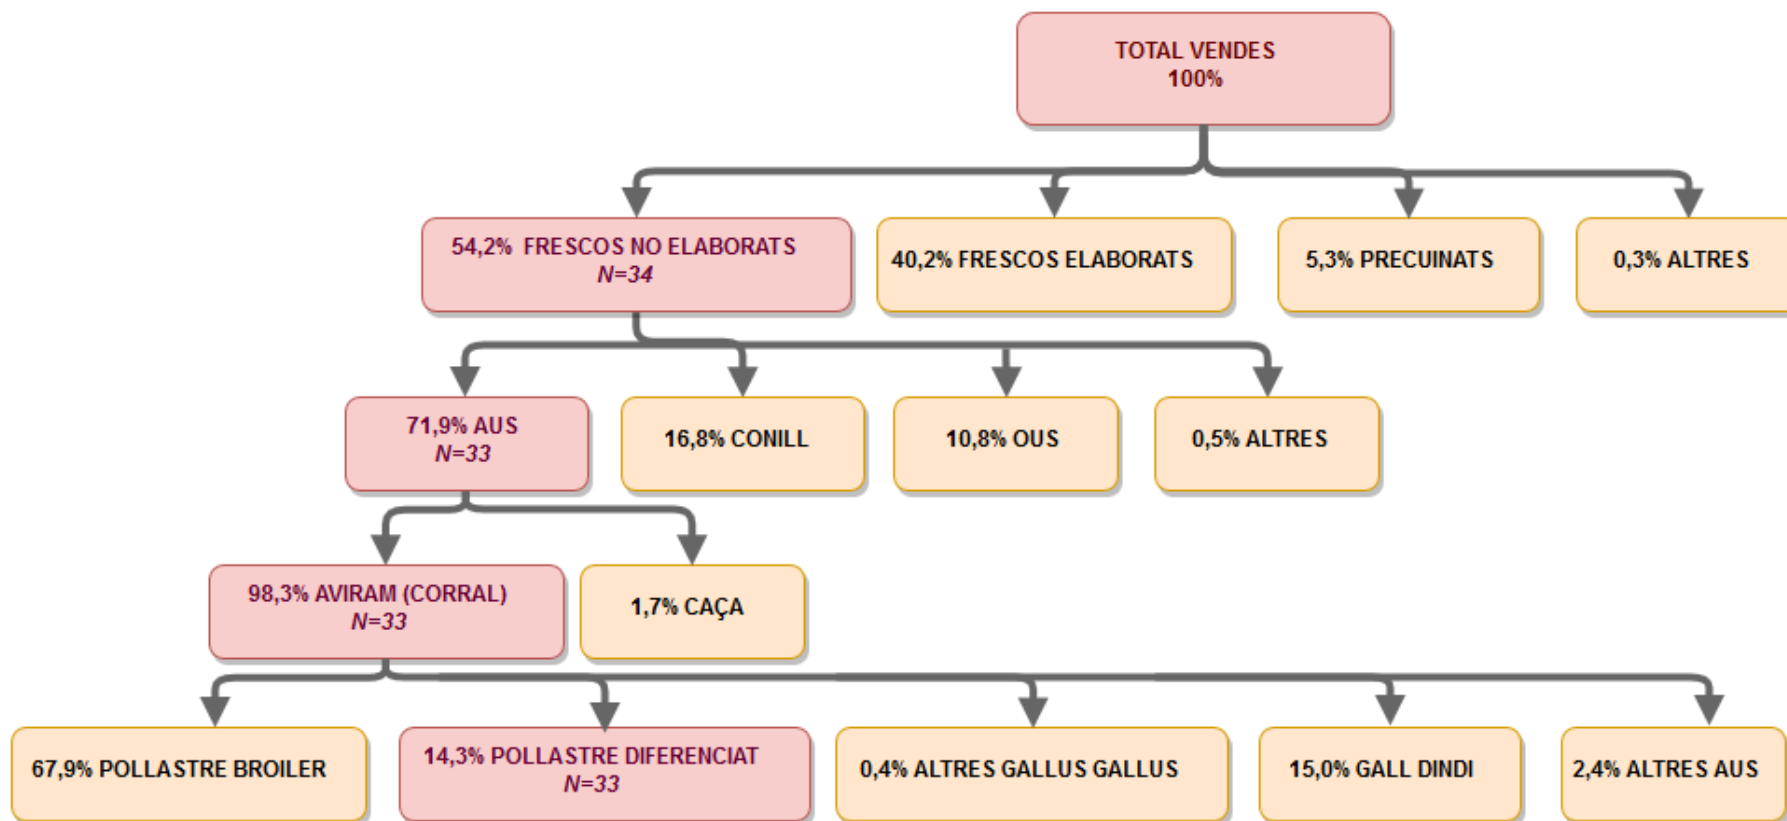 TOTAL VENDES
100%
54,2% FRESCOS NO ELABORATS
N=34
40,2% FRESCOS ELABORATS
5,3% PRECUINATS
0,3% ALTRES
71,9% AUS
N=33
16,8% CONILL
10,8% OUS
0,5% ALTRES
98,3% AVIRAM (CORRAL)
N=33
1,7% CAÇA
67,9% POLLASTRE BROILER
14,3% POLLASTRE DIFERENCIAT
N=33
0,4% ALTRES GALLUS GALLUS
15,0% GALL DINDI
2,4% ALTRES AUS